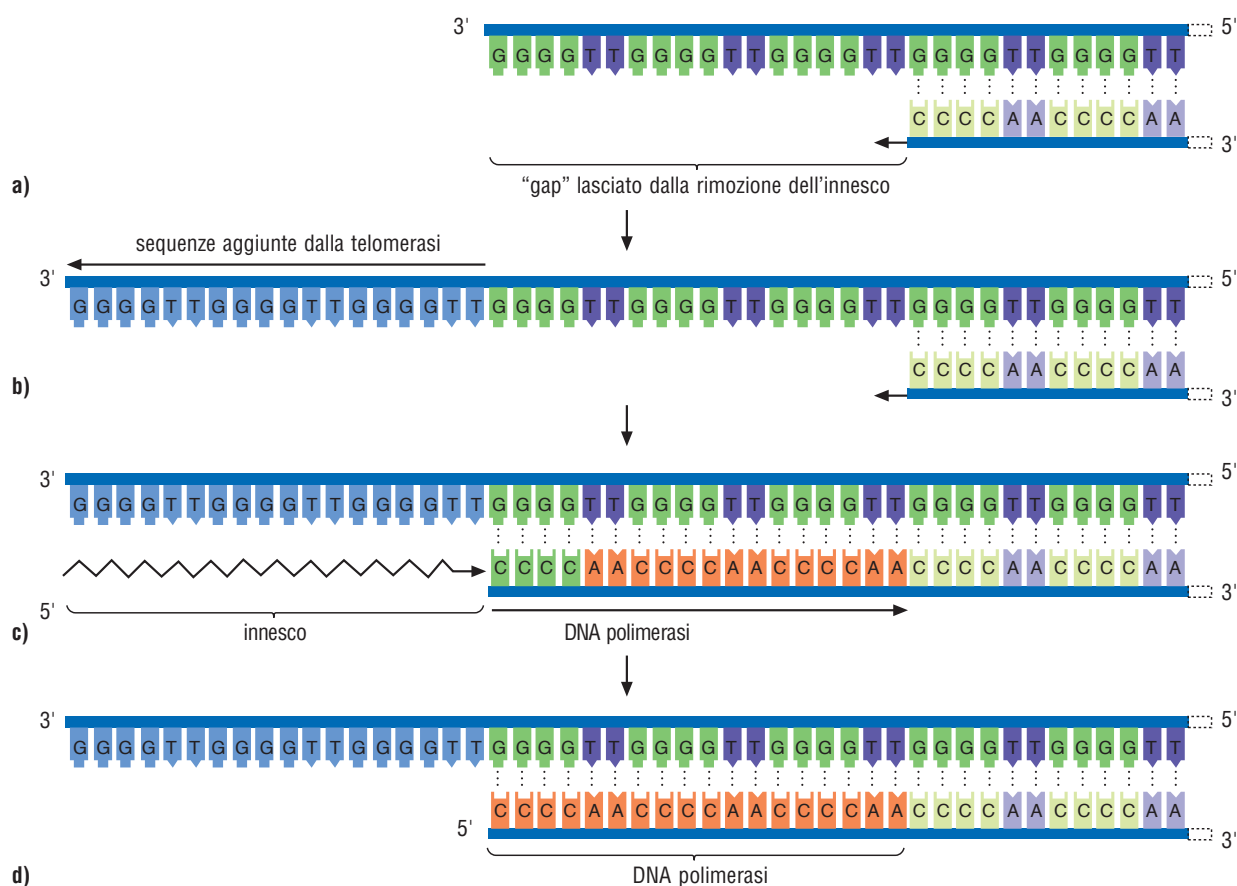 3' 5'
G G G G T T G G G G T T G G G G T T G G G G T T G G G G T T
C C C C A A C C C C A A
3'
a) "gap" lasciato dalla rimozione dell'innesco
sequenze aggiunte dalla telomerasi
3' 5'
G G G G T T G G G G T T G G G G T T G G G G T T G G G G T T G G G G T T G G G G T T G G G G T T
C C C C A A C C C C A A
b) 3'
3' 5'
G G G G T T G G G G T T G G G G T T G G G G T T G G G G T T G G G G T T G G G G T T G G G G T T
C C C C A A C C C C A A C C C C A A C C C C A A C C C C A A
5' 3'
c) innesco DNA polimerasi
3' 5'
G G G G T T G G G G T T G G G G T T G G G G T T G G G G T T G G G G T T G G G G T T G G G G T T
C C C C A A C C C C A A C C C C A A C C C C A A C C C C A A
5' 3'
d) DNA polimerasi